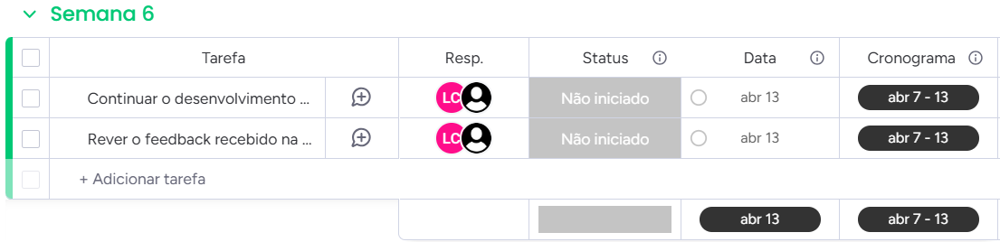 Semana 6
Tarefa Resp. Status Data Cronograma
Continuar o desenvolvimento ... LC Não iniciado abr 13 abr 7 - 13
Rever o feedback recebido na ... LC Não iniciado abr 13 abr 7 - 13
+ Adicionar tarefa
abr 13 abr 7 - 13